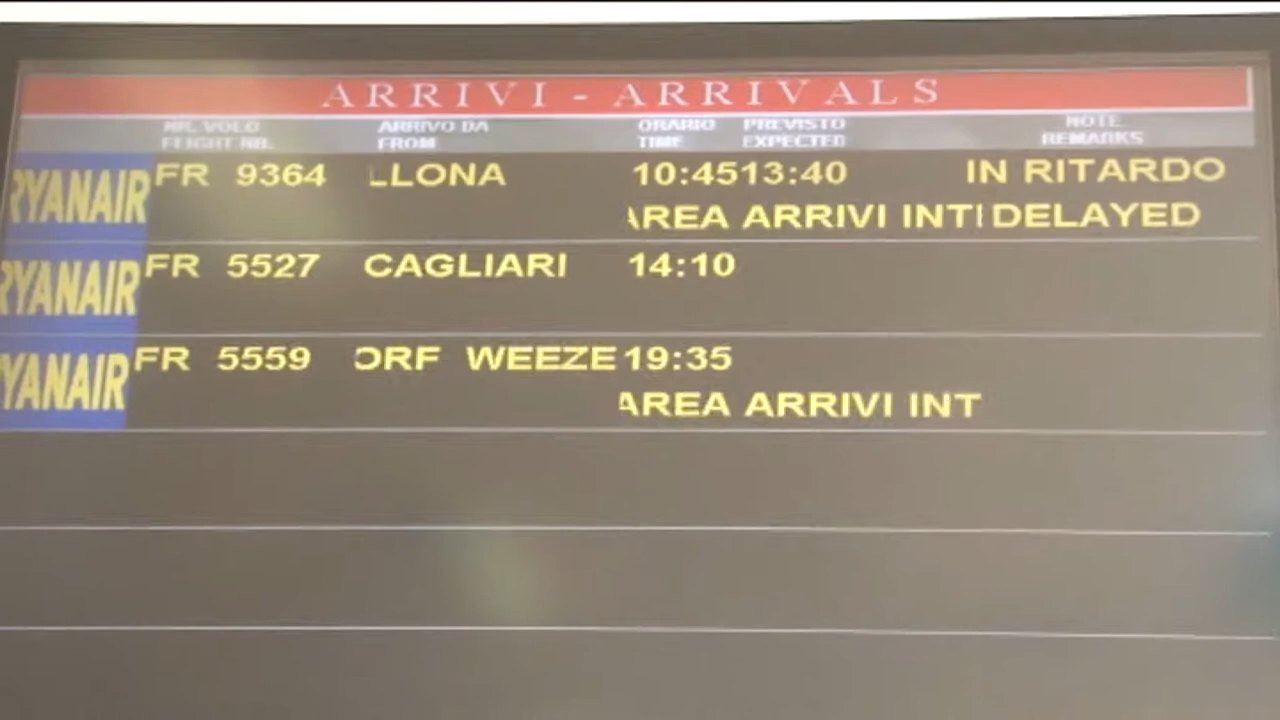 ARRIVI - ARRIVALS
NR. VOLO ARRIVO DA ORARIO PREVISTO NOTE
FLIGHT NO. FROM TIME EXPECTED REMARKS
RYANAIR FR 9364 LLONA 10:45 13:40 IN RITARDO
AREA ARRIVI INT DELAYED
RYANAIR FR 5527 CAGLIARI 14:10
RYANAIR FR 5559 ORF WEEZE 19:35
AREA ARRIVI INT